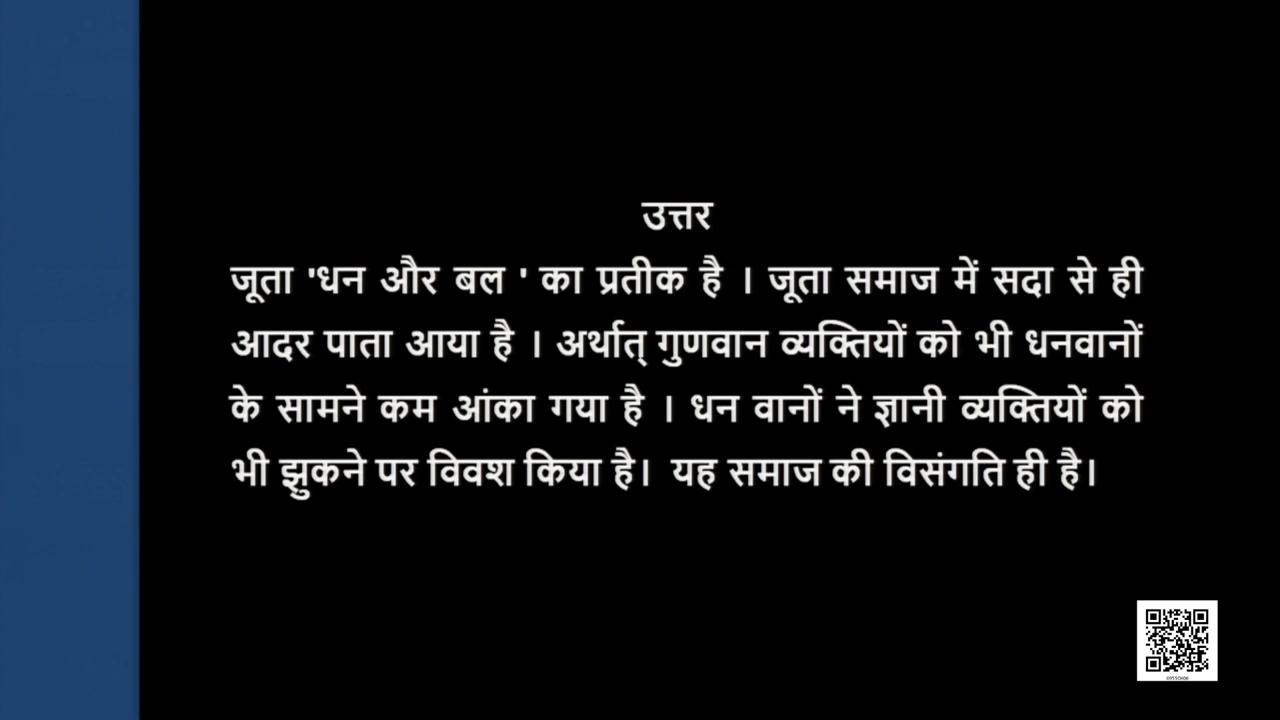 उत्तर
जूता 'धन और बल ' का प्रतीक है । जूता समाज में सदा से ही
आदर पाता आया है । अर्थात् गुणवान व्यक्तियों को भी धनवानों
के सामने कम आंका गया है । धन वानों ने ज्ञानी व्यक्तियों को
भी झुकने पर विवश किया है। यह समाज की विसंगति ही है।